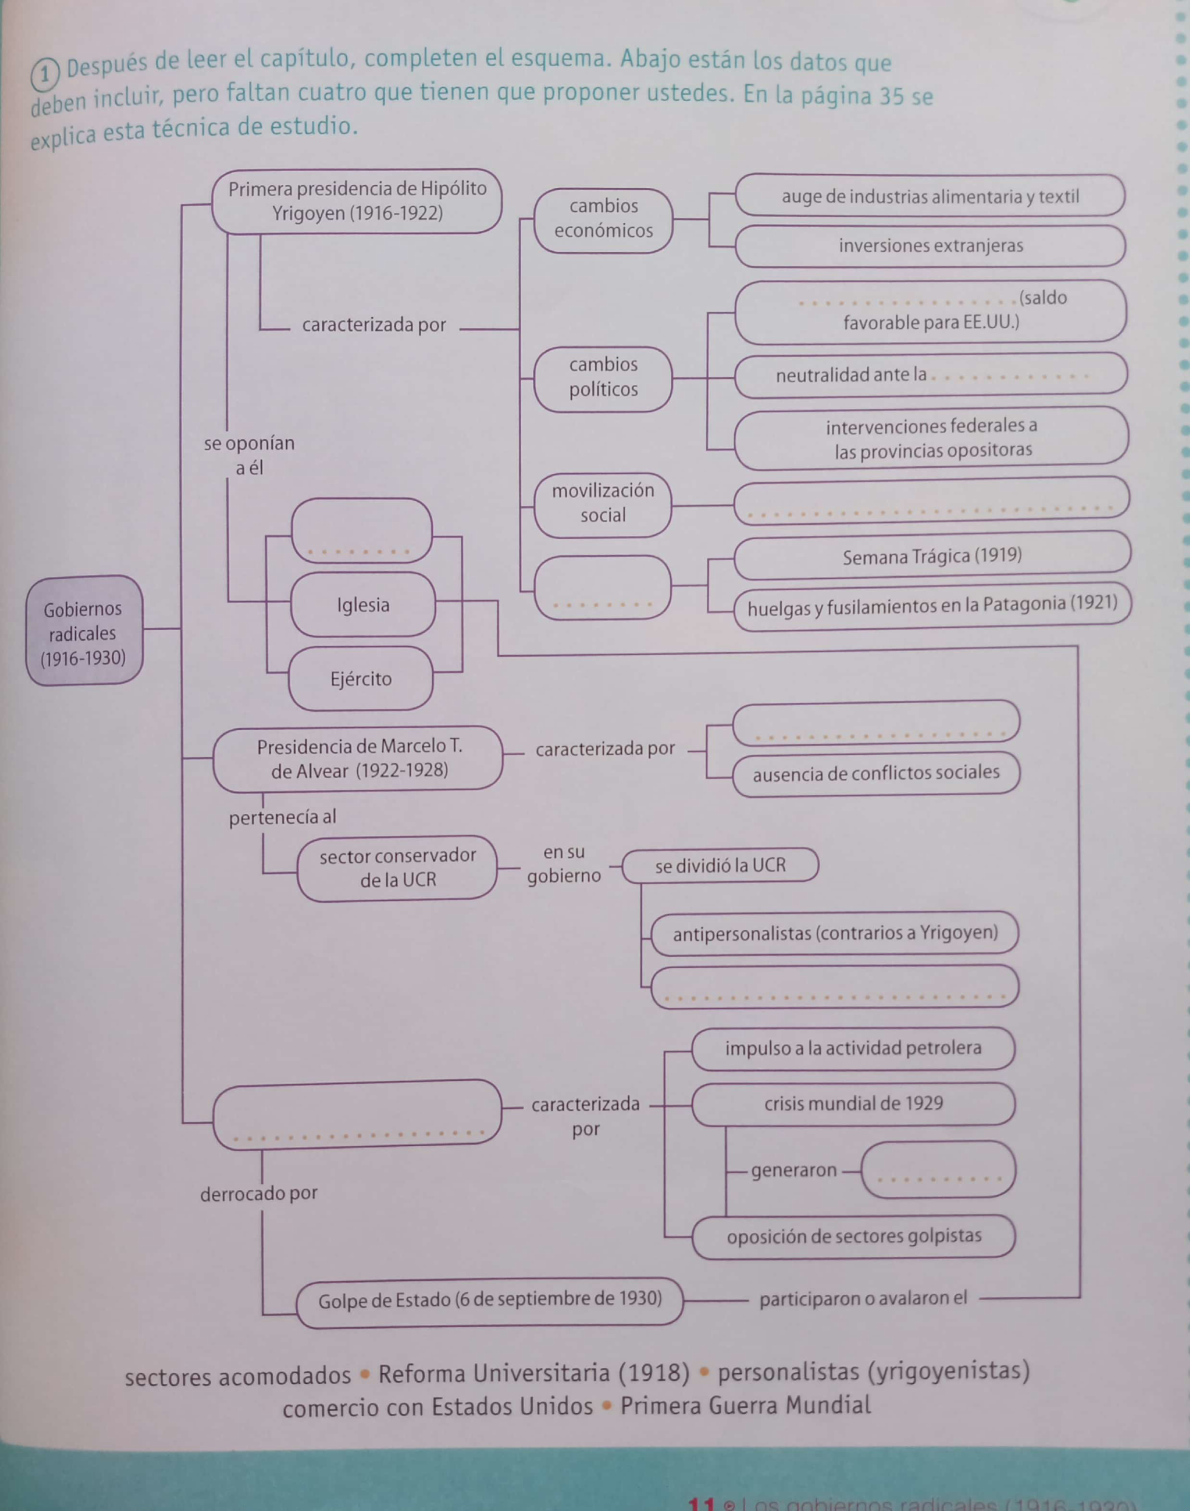 1 Después de leer el capítulo, completen el esquema. Abajo están los datos que
deben incluir, pero faltan cuatro que tienen que proponer ustedes. En la página 35 se
explica esta técnica de estudio.
Gobiernos
radicales
(1916-1930)
Primera presidencia de Hipólito
Yrigoyen (1916-1922)
caracterizada por
cambios
económicos
auge de industrias alimentaria y textil
inversiones extranjeras
cambios
políticos
(saldo
favorable para EE.UU.)
neutralidad ante la
intervenciones federales a
las provincias opositoras
movilización
social
Semana Trágica (1919)
huelgas y fusilamientos en la Patagonia (1921)
se oponían
a él
Iglesia
Ejército
Presidencia de Marcelo T.
de Alvear (1922-1928)
caracterizada por
ausencia de conflictos sociales
pertenecía al
sector conservador
de la UCR
en su
gobierno
se dividió la UCR
antipersonalistas (contrarios a Yrigoyen)
caracterizada
por
impulso a la actividad petrolera
crisis mundial de 1929
generaron
oposición de sectores golpistas
derrocado por
Golpe de Estado (6 de septiembre de 1930)
participaron o avalaron el
sectores acomodados • Reforma Universitaria (1918) • personalistas (yrigoyenistas)
comercio con Estados Unidos • Primera Guerra Mundial
11 Los gobiernos radicales (1916-1930)